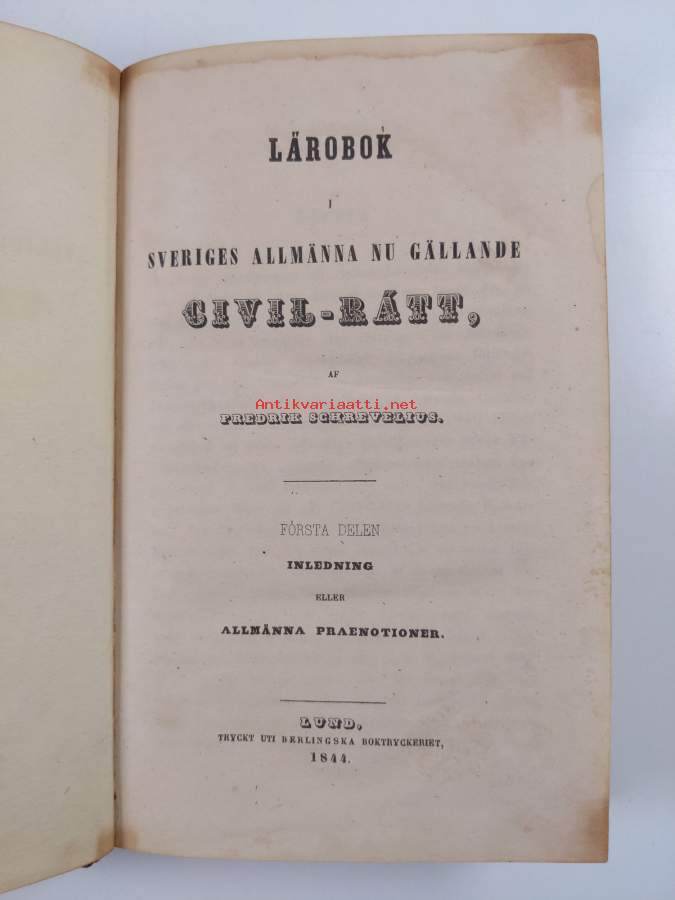 LÄROBOK
I
SVERIGES ALLMÄNNA NU GÄLLANDE
CIVIL-RÄTT,
AF
Antikvariaatti.net
FREDRIK SCHREVELIUS.
FÖRSTA DELEN
INLEDNING
ELLER
ALLMÄNNA PRAENOTIONER.
LUND,
TRYCKT UTI BERLINGSKA BOKTRYCKERIET,
1844.